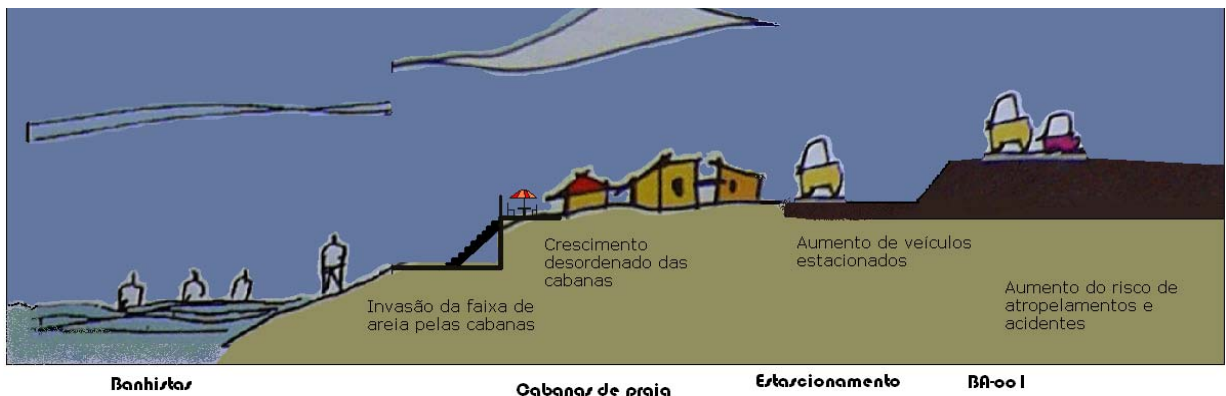 Crescimento
desordenado das
cabanas
Aumento de veículos
estacionados
Invasão da faixa de
areia pelas cabanas
Aumento do risco de
atropelamentos e
acidentes
Banhistas
Cabanas de praia
Estascionamento
BA-001